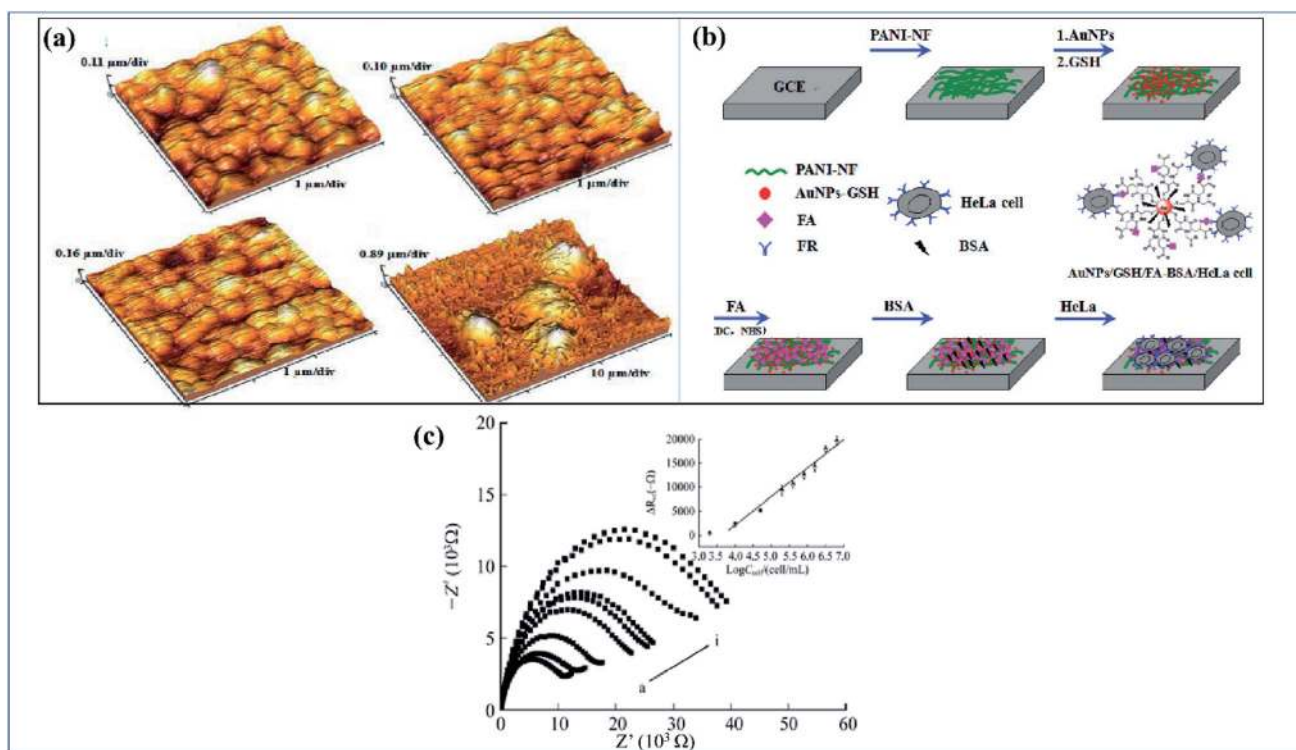 (a)
0.11 μm/div
1 μm/div
0.10 μm/div
1 μm/div
0.16 μm/div
1 μm/div
0.89 μm/div
10 μm/div
(b)
PANI-NF
1.AuNPs
2.GSH
GCE
PANI-NF
AuNPs-GSH
FA
FR
HeLa cell
BSA
AuNPs/GSH/FA-BSA/HeLa cell
FA
BSA
HeLa
(c)
20
15
10
5
0
0 10 20 30 40 50 60
Z' (10³ Ω)
a
i
20000
15000
10000
5000
0
3.0 3.5 4.0 4.5 5.0 5.5 6.0 6.5 7.0